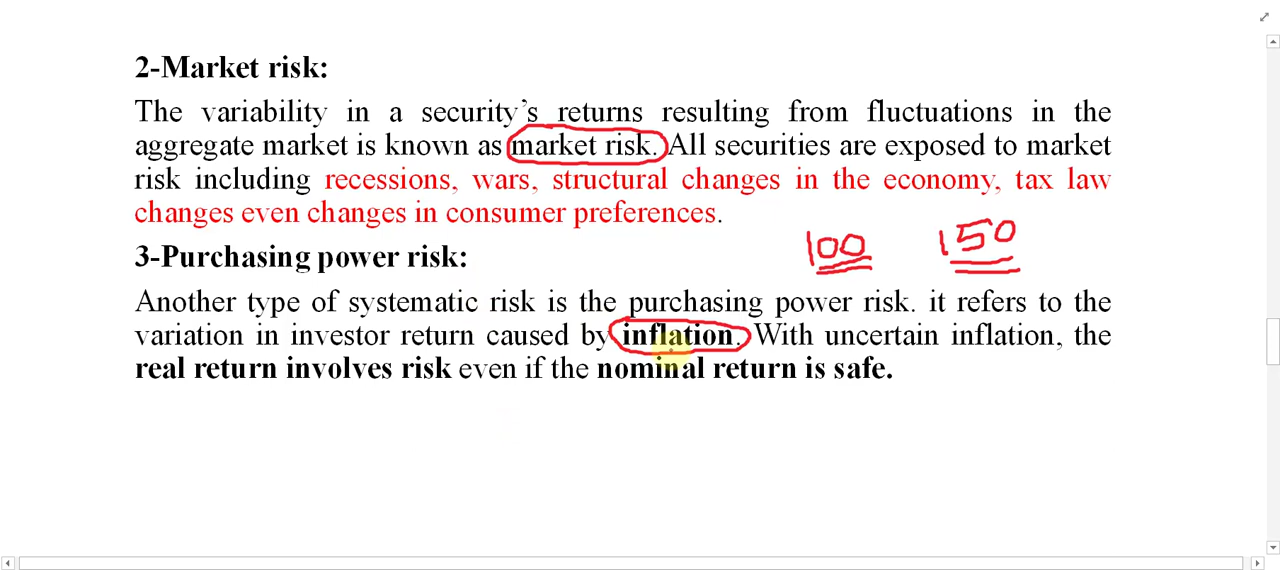 2-Market risk:
The variability in a security’s returns resulting from fluctuations in the
aggregate market is known as market risk. All securities are exposed to market
risk including recessions, wars, structural changes in the economy, tax law
changes even changes in consumer preferences.
100 150
3-Purchasing power risk:
Another type of systematic risk is the purchasing power risk. it refers to the
variation in investor return caused by inflation. With uncertain inflation, the
real return involves risk even if the nominal return is safe.